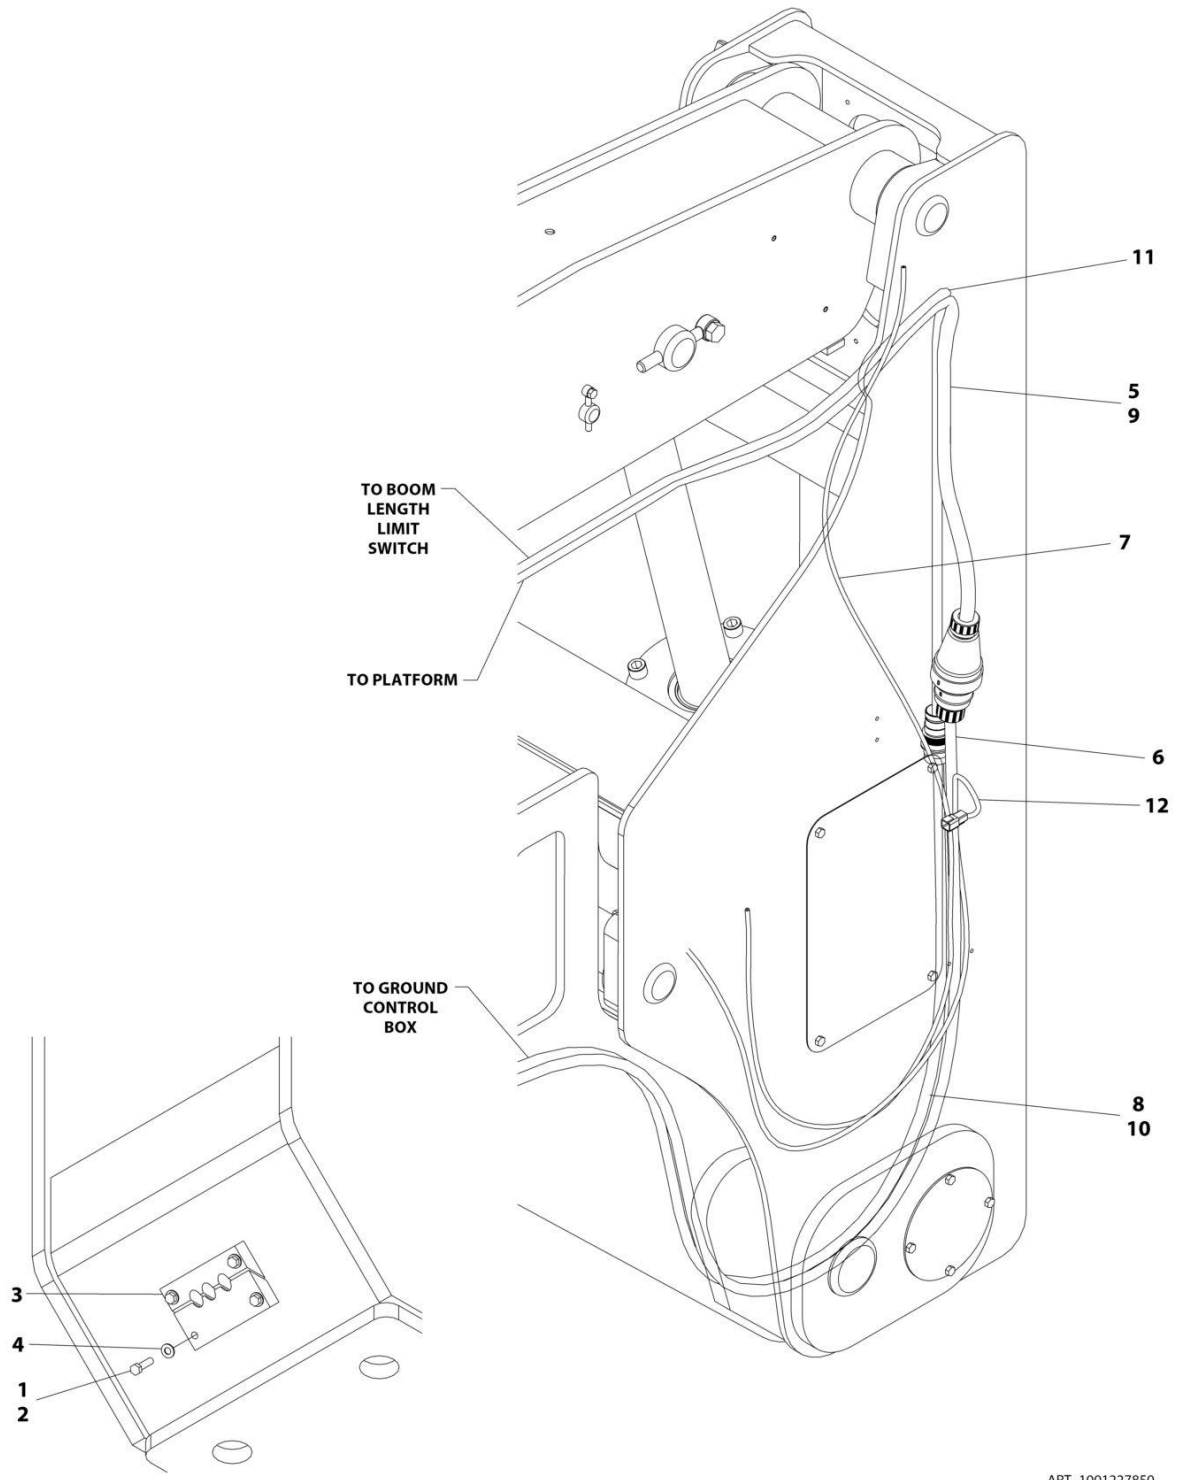 11
5
9
TO BOOM
LENGTH
LIMIT
SWITCH
7
TO PLATFORM
6
12
TO GROUND
CONTROL
BOX
8
10
3
4
1
2
ART_1001227850